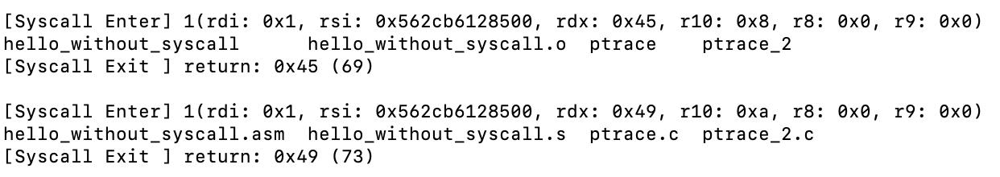 [Syscall Enter] 1(rdi: 0x1, rsi: 0x562cb6128500, rdx: 0x45, r10: 0x8, r8: 0x0, r9: 0x0)
hello_without_syscall      hello_without_syscall.o  ptrace    ptrace_2
[Syscall Exit ] return: 0x45 (69)

[Syscall Enter] 1(rdi: 0x1, rsi: 0x562cb6128500, rdx: 0x49, r10: 0xa, r8: 0x0, r9: 0x0)
hello_without_syscall.asm  hello_without_syscall.s  ptrace.c  ptrace_2.c
[Syscall Exit ] return: 0x49 (73)